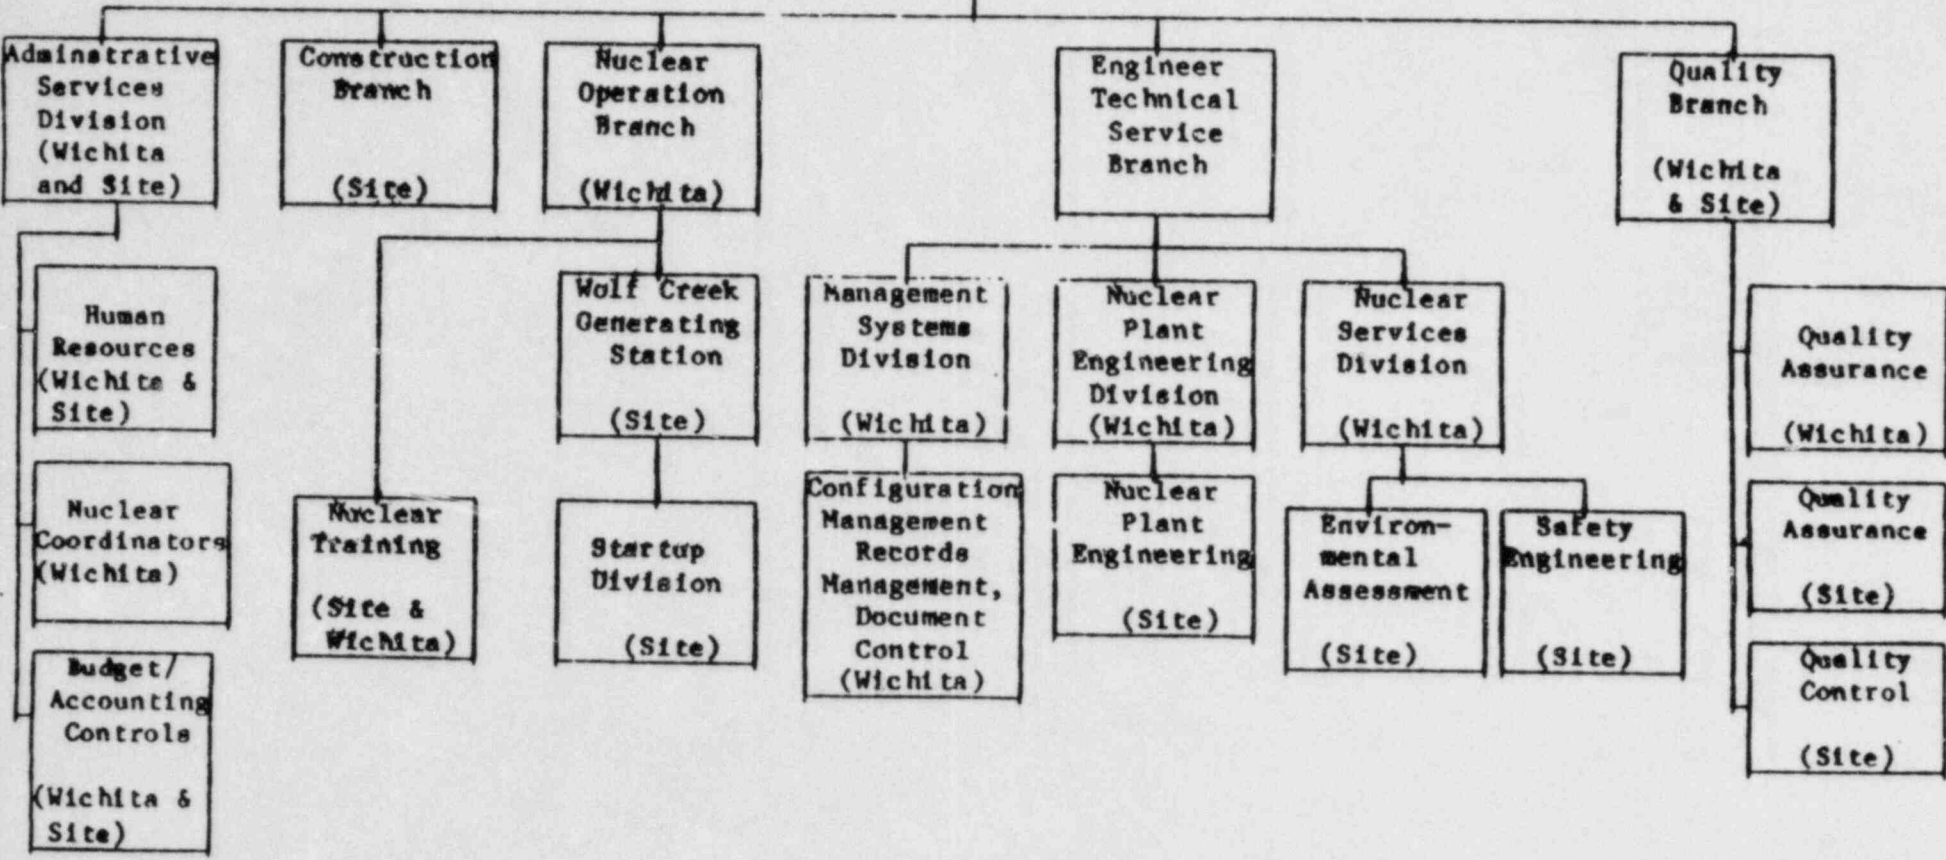 Adminstrative
Services
Division
(Wichita
and Site)
Construction
Branch
(Site)
Nuclear
Operation
Branch
(Wichita)
Engineer
Technical
Service
Branch
Quality
Branch
(Wichita
& Site)
Human
Resources
(Wichita &
Site)
Nuclear
Coordinators
(Wichita)
Budget/
Accounting
Controls
(Wichita &
Site)
Nuclear
Training
(Site &
Wichita)
Wolf Creek
Generating
Station
(Site)
Startup
Division
(Site)
Management
Systems
Division
(Wichita)
Configuration
Management
Records
Management,
Document
Control
(Wichita)
Nuclear
Plant
Engineering
Division
(Wichita)
Nuclear
Plant
Engineering
(Site)
Nuclear
Services
Division
(Wichita)
Environ-
mental
Assessment
(Site)
Safety
Engineering
(Site)
Quality
Assurance
(Wichita)
Quality
Assurance
(Site)
Quality
Control
(Site)